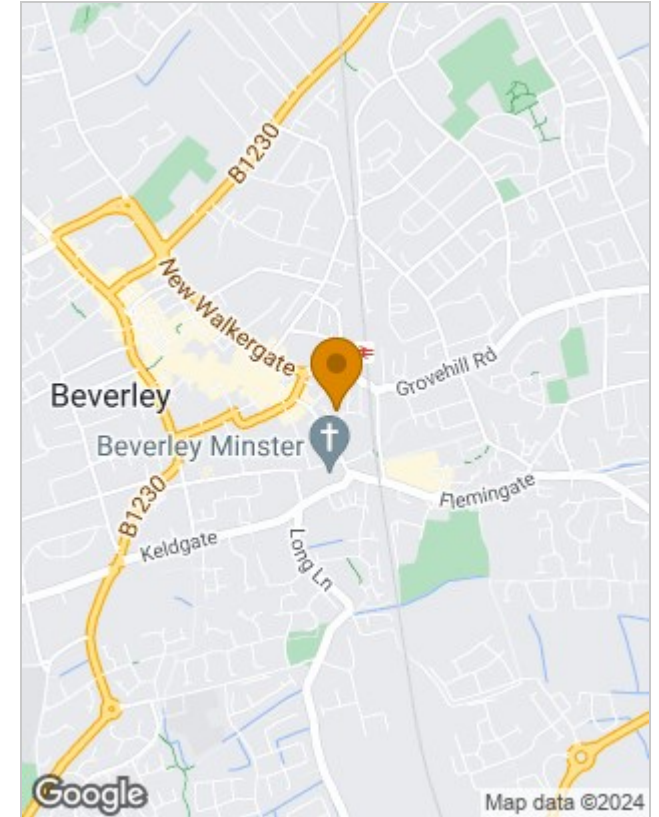 B1230
New Walkergate
Grovehill Rd
Beverley
Beverley Minster
Flemingate
B1230
Keldgate
Long Ln
Google
Map data ©2024